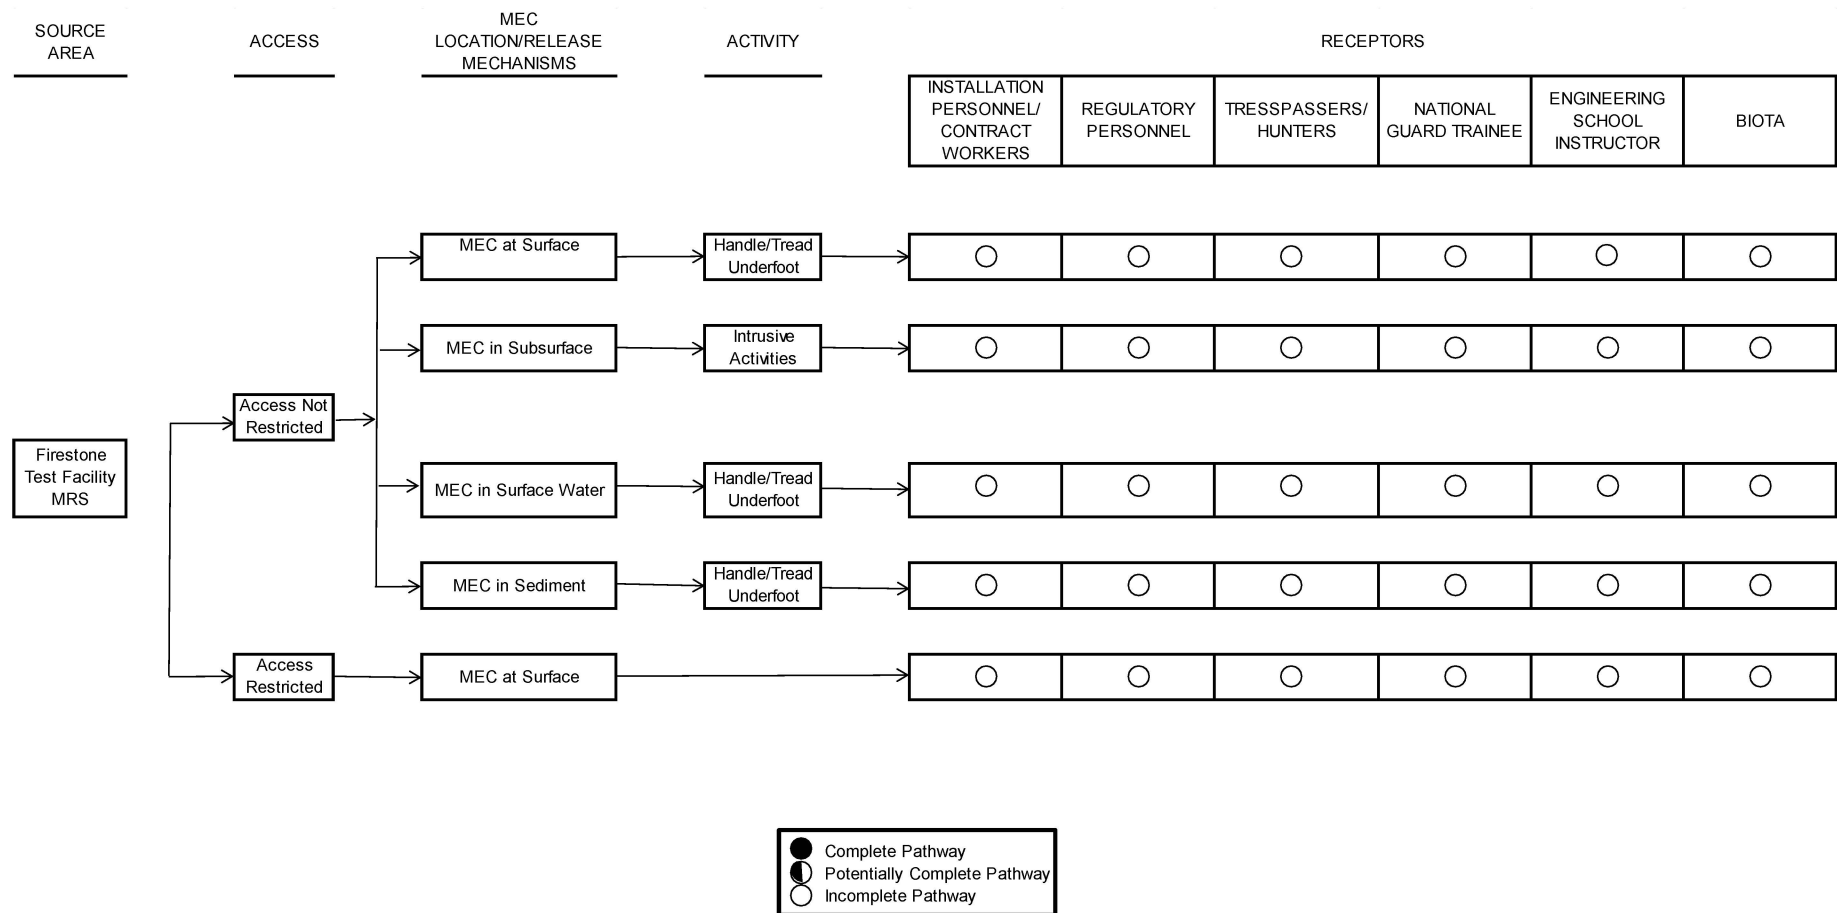 SOURCE
AREA
ACCESS
MEC
LOCATION/RELEASE
MECHANISMS
ACTIVITY
RECEPTORS
INSTALLATION
PERSONNEL/
CONTRACT
WORKERS
REGULATORY
PERSONNEL
TRESSPASSERS/
HUNTERS
NATIONAL
GUARD TRAINEE
ENGINEERING
SCHOOL
INSTRUCTOR
BIOTA
MEC at Surface
Handle/Tread
Underfoot
MEC in Subsurface
Intrusive
Activities
Access Not
Restricted
Firestone
Test Facility
MRS
MEC in Surface Water
Handle/Tread
Underfoot
MEC in Sediment
Handle/Tread
Underfoot
Access
Restricted
MEC at Surface
Complete Pathway
Potentially Complete Pathway
Incomplete Pathway